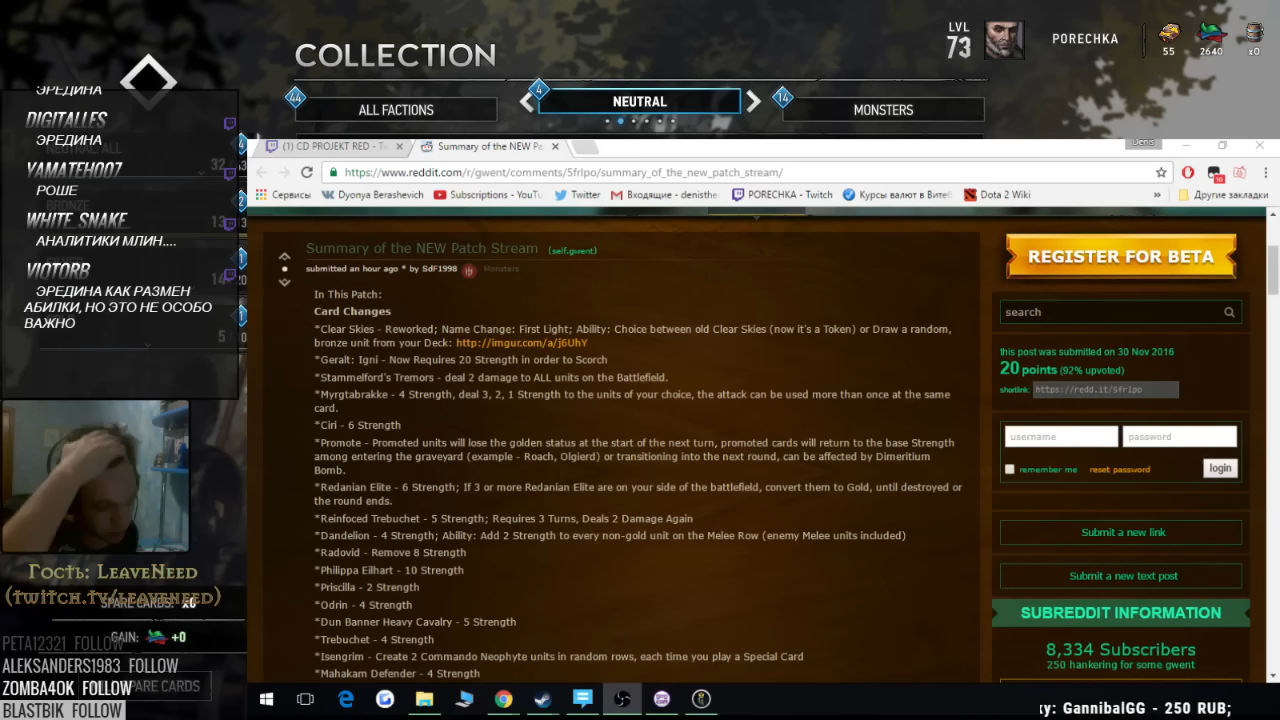 COLLECTION
LVL
73
PORECHKA
55
2640
x0
44
ALL FACTIONS
4
NEUTRAL
14
MONSTERS
ЭРЕДИНА
DIGITALLES
ЭРЕДИНА
YAMATEH007
РОШЕ
WHITE_SNAKE_
АНАЛИТИКИ МЛИН....
VIOTORB
ЭРЕДИНА КАК РАЗМЕН
АБИЛКИ, НО ЭТО НЕ ОСОБО
ВАЖНО
(1) CD PROJEKT RED - Tw
Summary of the NEW Pa
Denis
https://www.reddit.com/r/gwent/comments/5frlpo/summary_of_the_new_patch_stream/
Сервисы
Dyonya Berashevich
Subscriptions - YouTu
Twitter
Входящие - denisthe
PORECHKA - Twitch
Курсы валют в Витеб
Dota 2 Wiki
»
Другие закладки
Summary of the NEW Patch Stream (self.gwent)
submitted an hour ago * by SdF1998 Monsters
In This Patch:
Card Changes
*Clear Skies - Reworked; Name Change: First Light; Ability: Choice between old Clear Skies (now it's a Token) or Draw a random,
bronze unit from your Deck: http://imgur.com/a/j6UhY
*Geralt: Igni - Now Requires 20 Strength in order to Scorch
*Stammelford's Tremors - deal 2 damage to ALL units on the Battlefield.
*Myrgtabrakke - 4 Strength, deal 3, 2, 1 Strength to the units of your choice, the attack can be used more than once at the same
card.
*Ciri - 6 Strength
*Promote - Promoted units will lose the golden status at the start of the next turn, promoted cards will return to the base Strength
among entering the graveyard (example - Roach, Olgierd) or transitioning into the next round, can be affected by Dimeritium
Bomb.
*Redanian Elite - 6 Strength; If 3 or more Redanian Elite are on your side of the battlefield, convert them to Gold, until destroyed or
the round ends.
*Reinfoced Trebuchet - 5 Strength; Requires 3 Turns, Deals 2 Damage Again
*Dandelion - 4 Strength; Ability: Add 2 Strength to every non-gold unit on the Melee Row (enemy Melee units included)
*Radovid - Remove 8 Strength
*Philippa Eilhart - 10 Strength
*Priscilla - 2 Strength
*Odrin - 4 Strength
*Dun Banner Heavy Cavalry - 5 Strength
*Trebuchet - 4 Strength
*Isengrim - Create 2 Commando Neophyte units in random rows, each time you play a Special Card
*Mahakam Defender - 4 Strength
REGISTER FOR BETA
search
this post was submitted on 30 Nov 2016
20 points (92% upvoted)
shortlink: https://redd.it/5frlpo
username
password
remember me
reset password
login
Submit a new link
Submit a new text post
SUBREDDIT INFORMATION
8,334 Subscribers
250 hankering for some gwent
Гость: LeaveNeed
(twitch.tv/leaveneed)
SPARE CARDS: x0
GAIN: +0
PETA12321 FOLLOW
ALEKSANDERS1983 FOLLOW
ZOMBA4OK FOLLOW
BLASTBIK FOLLOW
GannibalGG - 250 RUB;